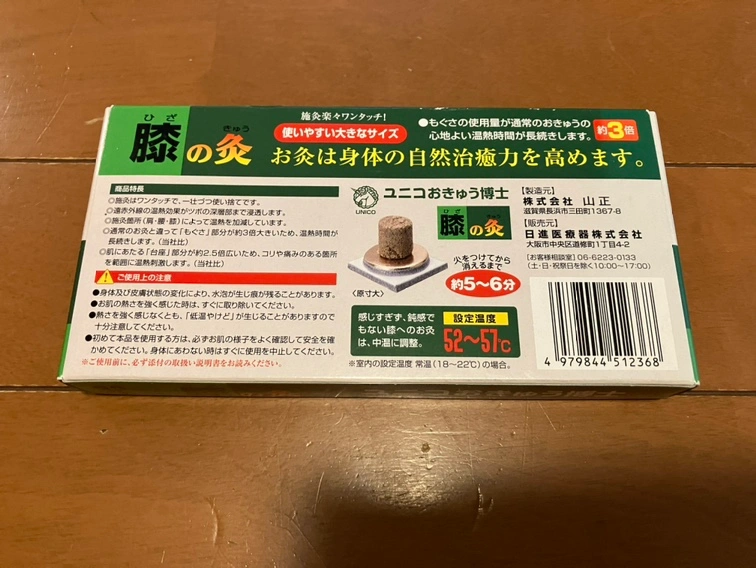 ひざ
膝の灸
きゅう
施灸楽々ワンタッチ!
使いやすい大きなサイズ
●もぐさの使用量が通常のおきゅうの
心地よい温熱時間が長続きします。
約3倍
お灸は身体の自然治癒力を高めます。
商品特長
○施灸はワンタッチで、一壮づつ使い捨てです。
○遠赤外線の温熱効果がツボの深層部まで浸透します。
○施灸箇所(肩・腰・膝)によって温熱を加減しています。
○通常のお灸と違って「もぐさ」部分が約3倍大きいため、温熱時間が
長続きします。(当社比)
○肌にあたる「台座」部分が約2.5倍広いため、コリや痛みのある箇所
を範囲に温熱刺激します。(当社比)
ご使用上の注意
●身体及び皮膚状態の変化により、水泡が生じ痕が残ることがあります。
●お肌の熱さを強く感じた時は、すぐに取り除いてください。
●熱さを強く感じなくとも、「低温やけど」が生じることがありますので
十分注意してください。
●初めて本品を使用する方は、必ずお肌の様子をよく確認して安全を確
かめてください。身体にあわない時はすぐに使用を中止してください。
※ご使用前に、必ず添付の取扱い説明書をお読みください。
UNICO
ユニコおきゅう博士
ひざ
膝の灸
きゅう
火をつけてから
消えるまで
約5~6分
〈原寸大〉
感じすぎず、鈍感で
もない膝へのお灸
は、中温に調整。
設定温度
52~57℃
※室内の設定温度 常温(18~22℃)の場合。
【製造元】
株式会社 山正
滋賀県長浜市三田町1367-8
【販売元】
日進医療器株式会社
大阪市中央区道修町1丁目4-2
[お客様相談室] 06-6223-0133
(土・日・祝祭日を除く10:00~17:00)
4 979844 512368